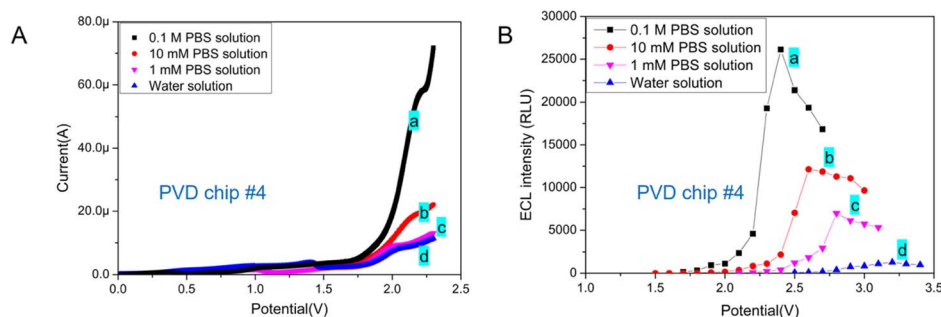 A
0.1 M PBS solution
10 mM PBS solution
1 mM PBS solution
Water solution
80.0µ
60.0µ
40.0µ
20.0µ
0.0
Current(A)
a
b
c
d
PVD chip #4
0.0 0.5 1.0 1.5 2.0 2.5
Potential(V)
B
0.1 M PBS solution
10 mM PBS solution
1 mM PBS solution
Water solution
30000
25000
20000
15000
10000
5000
0
ECL intensity (RLU)
a
b
c
d
PVD chip #4
1.0 1.5 2.0 2.5 3.0 3.5
Potential(V)